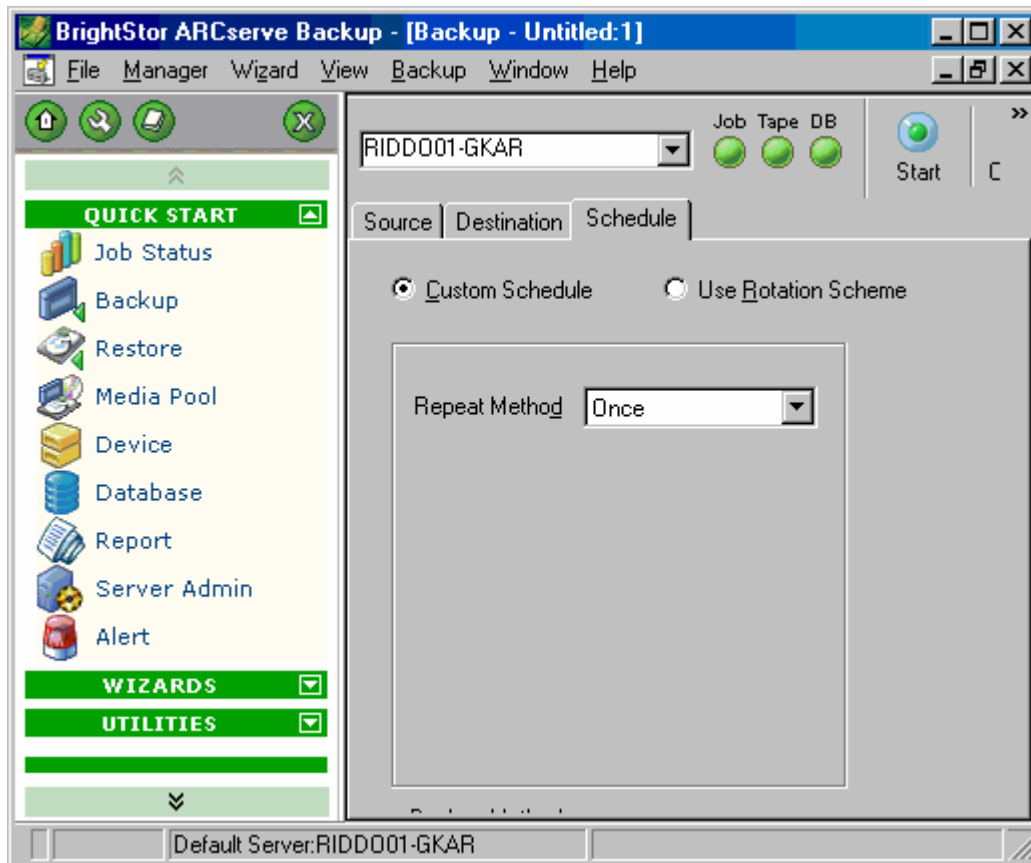 BrightStor ARCserve Backup - [Backup - Untitled:1]
File Manager Wizard View Backup Window Help
RIDDO01-GKAR
Job Tape DB
Start
C
»
QUICK START
Job Status
Backup
Restore
Media Pool
Device
Database
Report
Server Admin
Alert
WIZARDS
UTILITIES
Source Destination Schedule
Custom Schedule Use Rotation Scheme
Repeat Method Once
Default Server:RIDDO01-GKAR